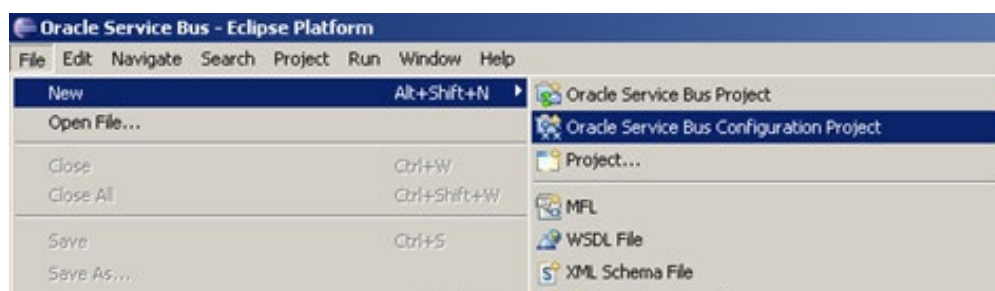 Oracle Service Bus - Eclipse Platform
File Edit Navigate Search Project Run Window Help
New Alt+Shift+N
Open File...
Close Ctrl+W
Close All Ctrl+Shift+W
Save Ctrl+S
Save As...
Oracle Service Bus Project
Oracle Service Bus Configuration Project
Project...
MFL
WSDL File
XML Schema File